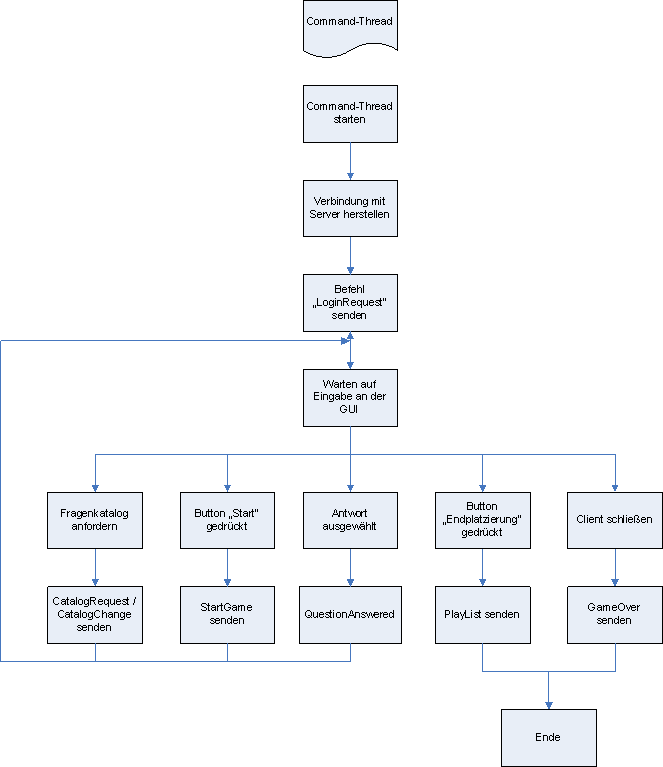 Command-Thread
Command-Thread
starten
Verbindung mit
Server herstellen
Befehl
„LoginRequest“
senden
Warten auf
Eingabe an der
GUI
Fragenkatalog
anfordern
Button „Start“
gedrückt
Antwort
ausgewählt
Button
„Endplatzierung“
gedrückt
Client schließen
CatalogRequest /
CatalogChange
senden
StartGame
senden
QuestionAnswered
PlayList senden
GameOver
senden
Ende